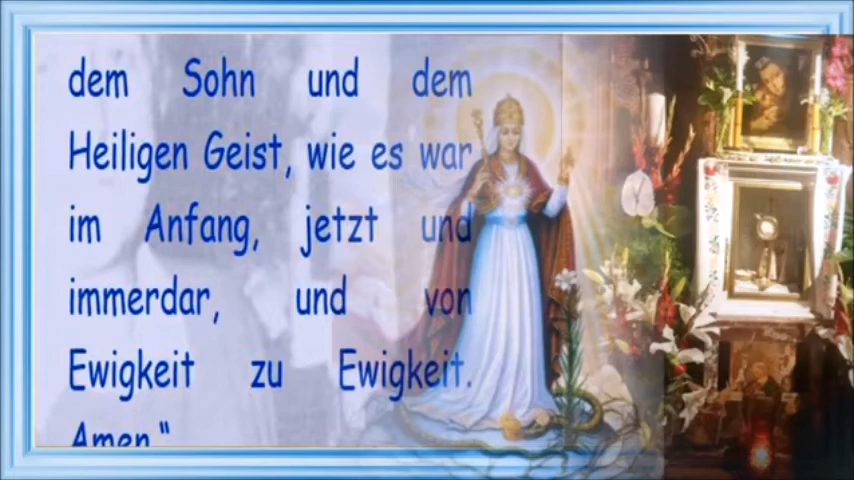 dem Sohn und dem
Heiligen Geist, wie es war
im Anfang, jetzt und
immerdar, und von
Ewigkeit zu Ewigkeit.
Amen."